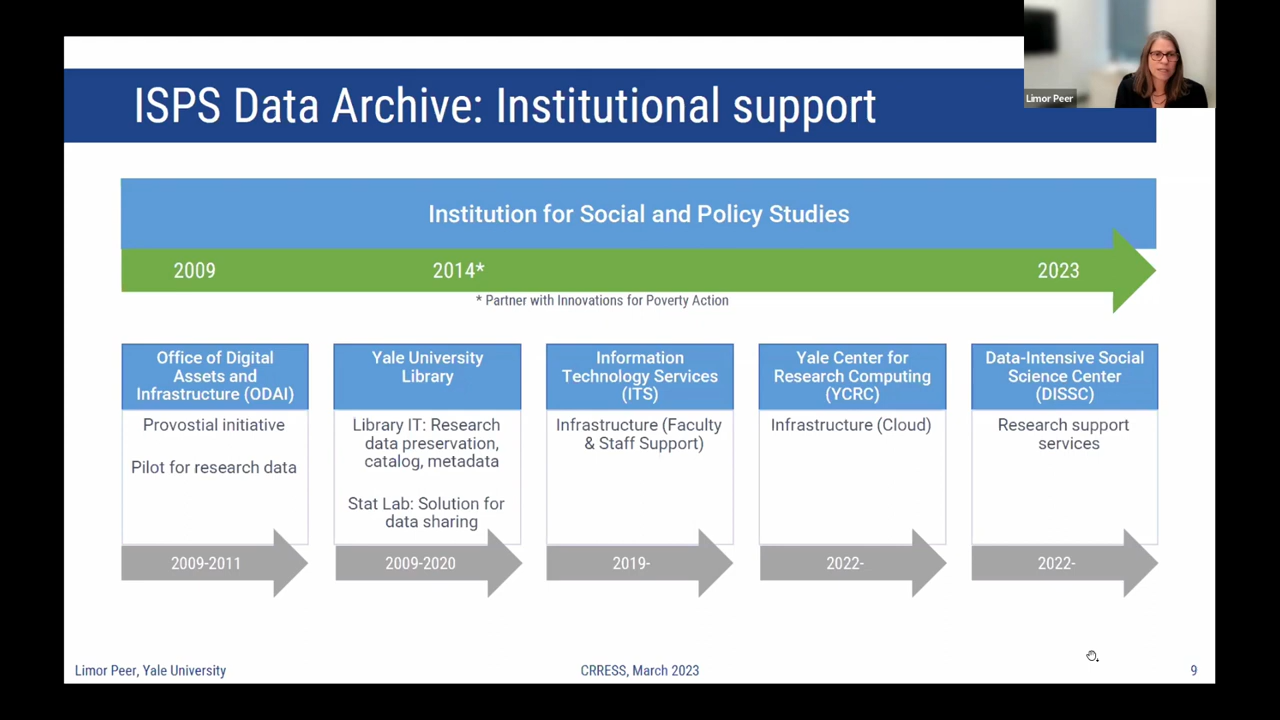 ISPS Data Archive: Institutional support
Limor Peer
Institution for Social and Policy Studies
2009
2014*
2023
* Partner with Innovations for Poverty Action
Office of Digital
Assets and
Infrastructure (ODAI)
Provostial initiative
Pilot for research data
2009-2011
Yale University
Library
Library IT: Research
data preservation,
catalog, metadata
Stat Lab: Solution for
data sharing
2009-2020
Information
Technology Services
(ITS)
Infrastructure (Faculty
& Staff Support)
2019-
Yale Center for
Research Computing
(YCRC)
Infrastructure (Cloud)
2022-
Data-Intensive Social
Science Center
(DISSC)
Research support
services
2022-
Limor Peer, Yale University
CRRESS, March 2023
9